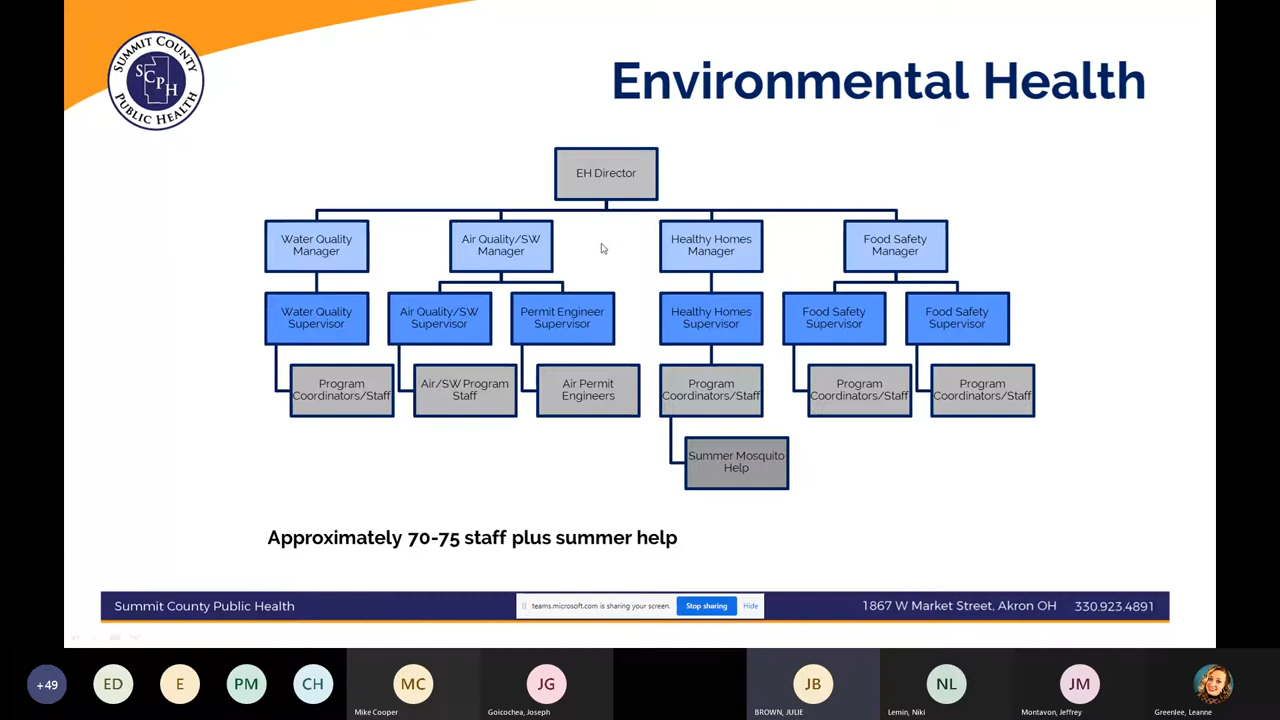 SUMMIT COUNTY
SCPH
PUBLIC HEALTH
Environmental Health
EH Director
Water Quality
Manager
Air Quality/SW
Manager
Healthy Homes
Manager
Food Safety
Manager
Water Quality
Supervisor
Air Quality/SW
Supervisor
Permit Engineer
Supervisor
Healthy Homes
Supervisor
Food Safety
Supervisor
Food Safety
Supervisor
Program
Coordinators/Staff
Air/SW Program
Staff
Air Permit
Engineers
Program
Coordinators/Staff
Program
Coordinators/Staff
Program
Coordinators/Staff
Summer Mosquito
Help
Approximately 70-75 staff plus summer help
Summit County Public Health
teams.microsoft.com is sharing your screen.
Stop sharing
Hide
1867 W Market Street, Akron OH
330.923.4891
+49
ED
E
PM
CH
MC
Mike Cooper
JG
Goicochea, Joseph
JB
BROWN, JULIE
NL
Lemin, Niki
JM
Montavon, Jeffrey
Greenlee, Leanne